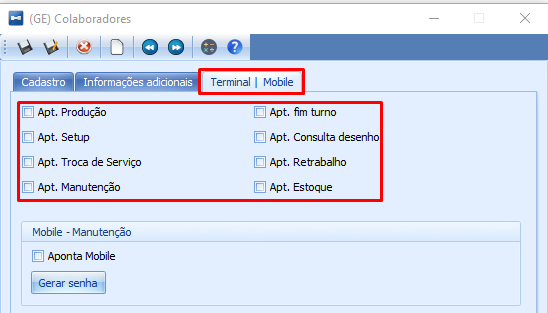 (GE) Colaboradores
Cadastro Informações adicionais Terminal | Mobile
Apt. Produção Apt. fim turno
Apt. Setup Apt. Consulta desenho
Apt. Troca de Serviço Apt. Retrabalho
Apt. Manutenção Apt. Estoque
Mobile - Manutenção
Aponta Mobile
Gerar senha